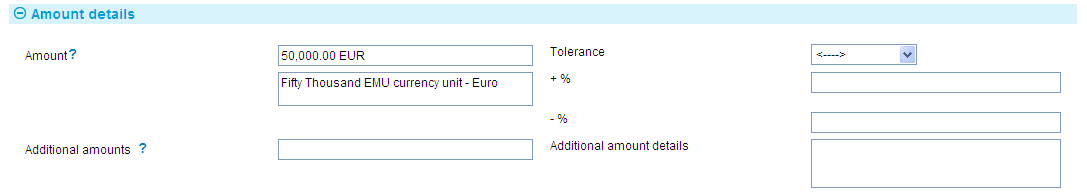 Amount details
Amount?
50,000.00 EUR
Tolerance
<---->
Fifty Thousand EMU currency unit - Euro
+ %
- %
Additional amounts ?
Additional amount details